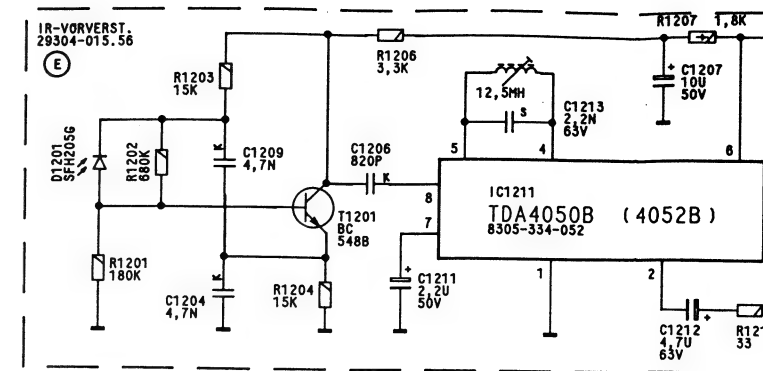 IR-VORVERST.
29304-015.56
E
R1207 1,8K
R1206
3,3K
R1203
15K
12,5MH
C1207
10U
50V
S
C1213
2,2N
63V
D1201
SFH205G
R1202
680K
K
C1209
4,7N
C1206
820P
K
5
4
6
8
7
IC1211
TDA4050B (4052B)
8305-334-052
T1201
BC
548B
R1201
180K
K
C1204
4,7N
R1204
15K
C1211
2,2U
50V
1
2
C1212
4,7U
63V
R121
33